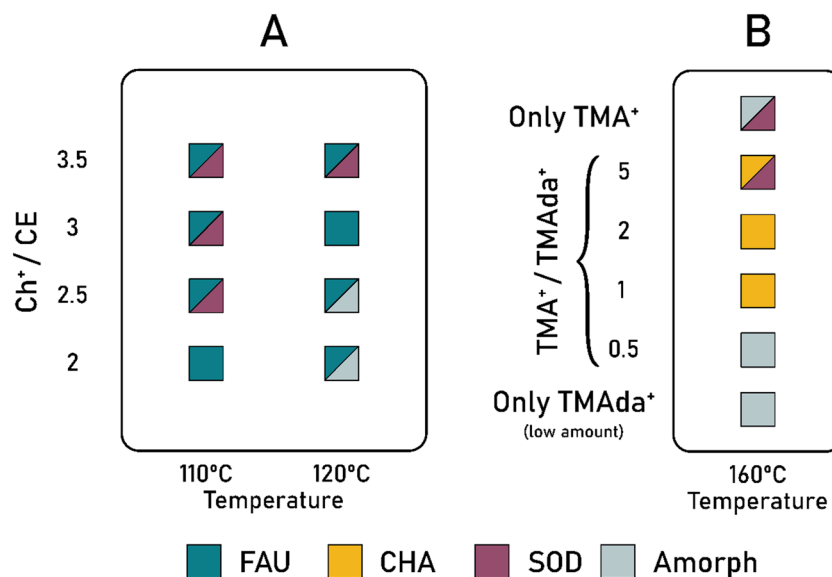 A
B
Ch⁺ / CE
3.5
3
2.5
2
110°C 120°C
Temperature
Only TMA⁺
TMA⁺ / TMAda⁺
5
2
1
0.5
Only TMAda⁺
(low amount)
160°C
Temperature
FAU CHA SOD Amorph